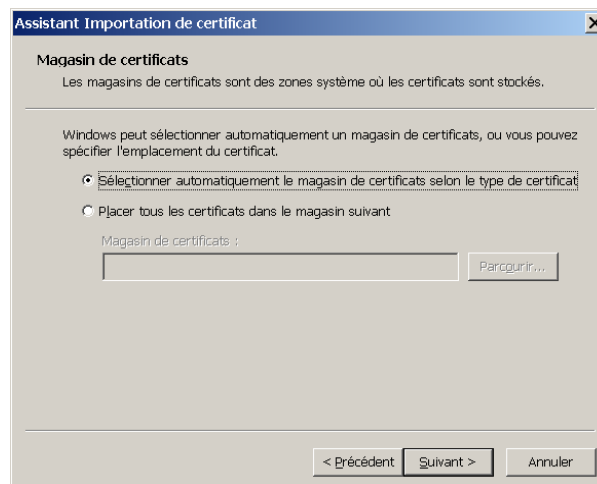 Assistant Importation de certificat
Magasin de certificats
Les magasins de certificats sont des zones système où les certificats sont stockés.
Windows peut sélectionner automatiquement un magasin de certificats, ou vous pouvez
spécifier l'emplacement du certificat.
Sélectionner automatiquement le magasin de certificats selon le type de certificat
Placer tous les certificats dans le magasin suivant
Magasin de certificats :
Parcourir...
< Précédent
Suivant >
Annuler